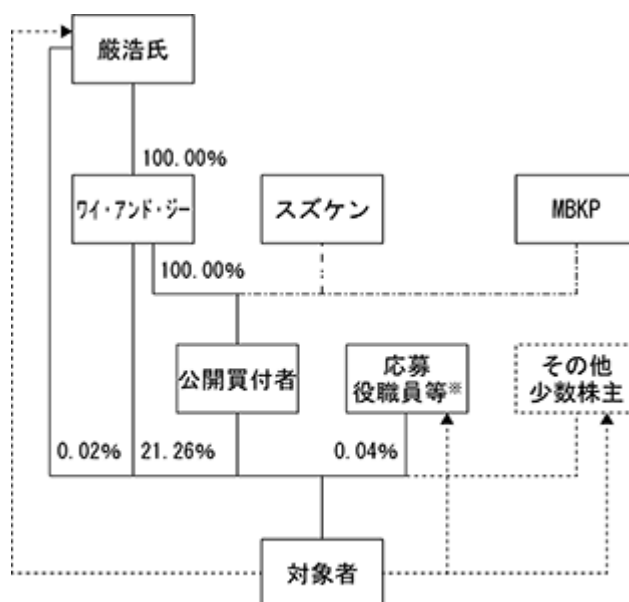 厳浩氏
100.00%
ワイ・アンド・ジー
スズケン
MBKP
100.00%
公開買付者
応募
役職員等※
その他
少数株主
0.02%
21.26%
0.04%
対象者